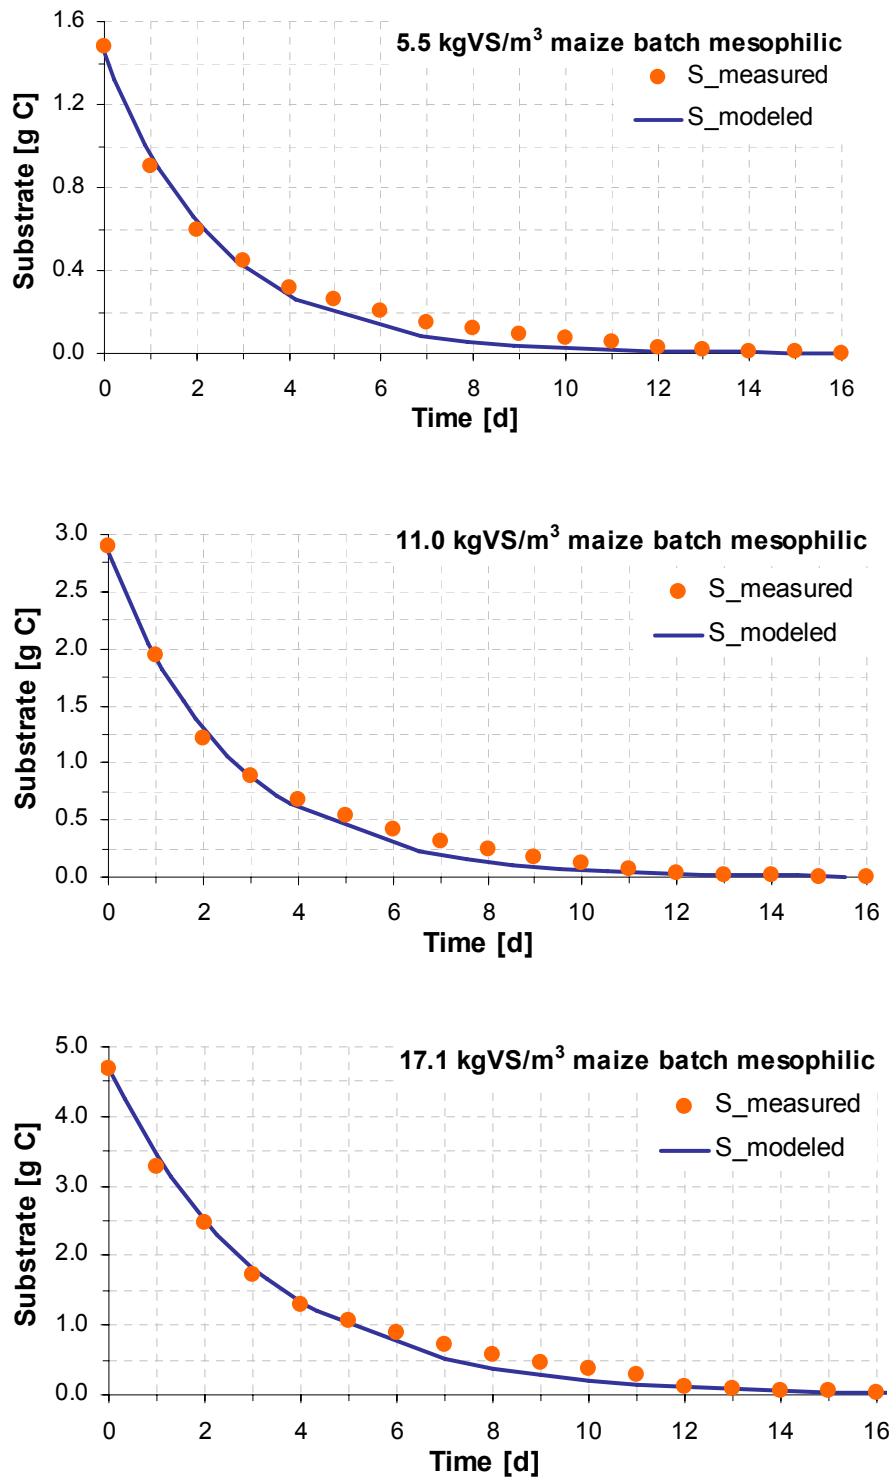 5.5 kgVS/m³ maize batch mesophilic
S_measured
S_modeled
Substrate [g C]
1.6
1.2
0.8
0.4
0.0
0 2 4 6 8 10 12 14 16
Time [d]
11.0 kgVS/m³ maize batch mesophilic
S_measured
S_modeled
Substrate [g C]
3.0
2.5
2.0
1.5
1.0
0.5
0.0
0 2 4 6 8 10 12 14 16
Time [d]
17.1 kgVS/m³ maize batch mesophilic
S_measured
S_modeled
Substrate [g C]
5.0
4.0
3.0
2.0
1.0
0.0
0 2 4 6 8 10 12 14 16
Time [d]